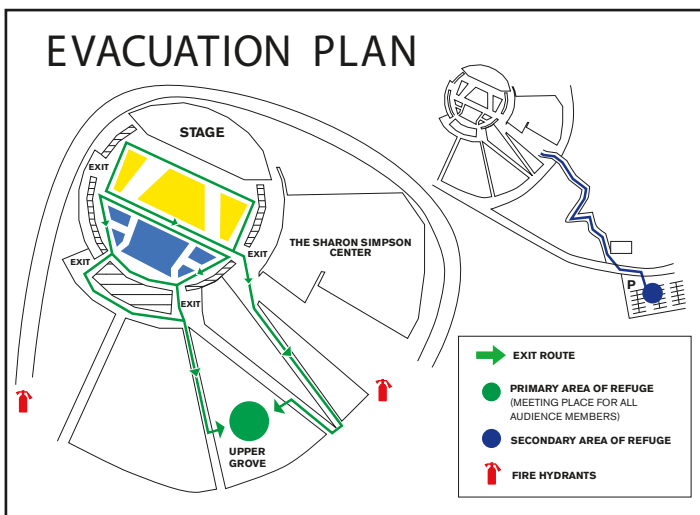 EVACUATION PLAN
STAGE
EXIT
THE SHARON SIMPSON
CENTER
EXIT
EXIT
EXIT
P
UPPER
GROVE
EXIT ROUTE
PRIMARY AREA OF REFUGE
(MEETING PLACE FOR ALL
AUDIENCE MEMBERS)
SECONDARY AREA OF REFUGE
FIRE HYDRANTS